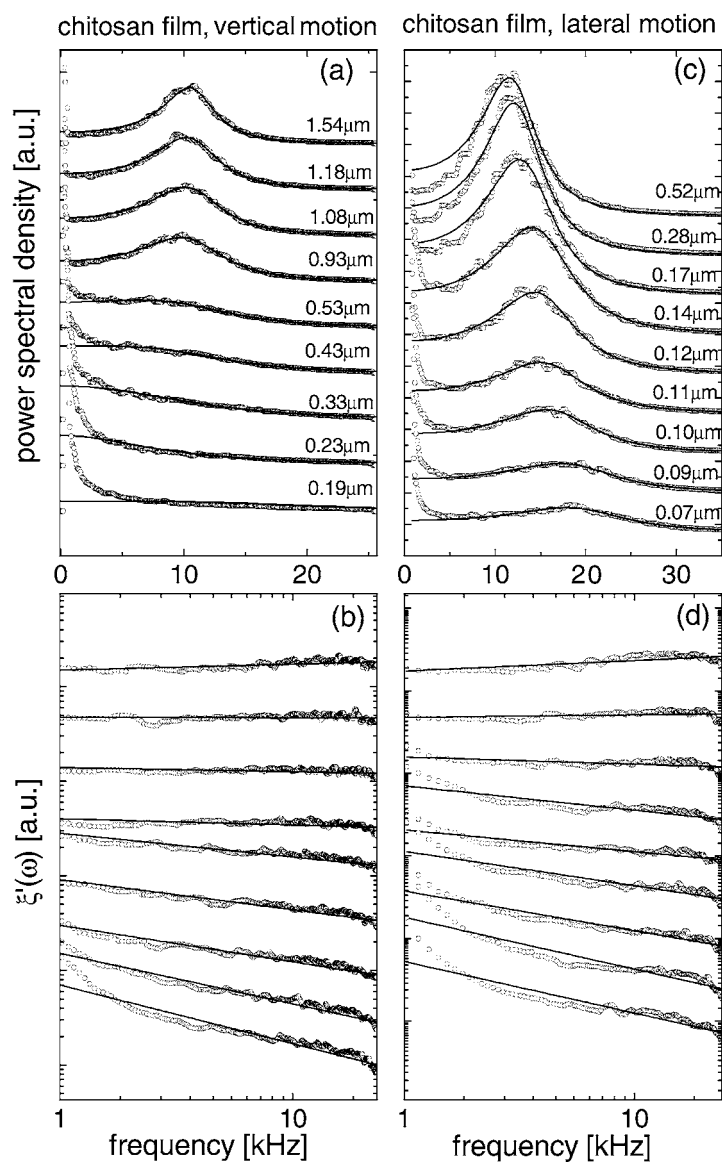 chitosan film, vertical motion
chitosan film, lateral motion
(a)
1.54μm
1.18μm
1.08μm
0.93μm
0.53μm
0.43μm
0.33μm
0.23μm
0.19μm
power spectral density [a.u.]
0 10 20
(c)
0.52μm
0.28μm
0.17μm
0.14μm
0.12μm
0.11μm
0.10μm
0.09μm
0.07μm
0 10 20 30
(b)
ξ'(ω) [a.u.]
1 10
frequency [kHz]
(d)
1 10
frequency [kHz]